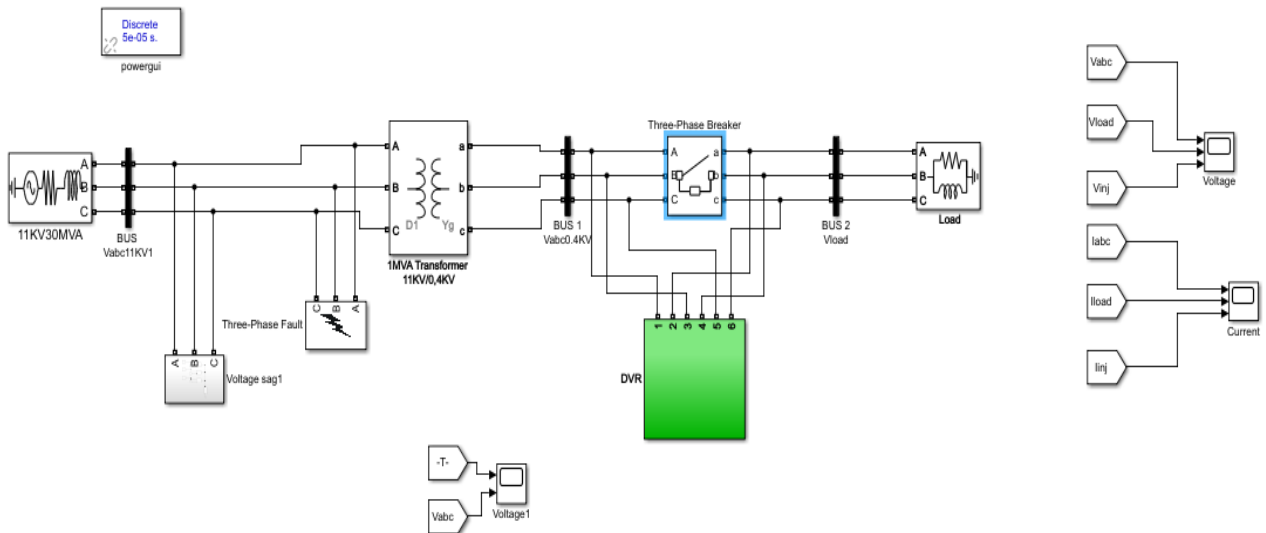 Discrete
5e-05 s.
powergui
A
B
C
11KV30MVA
BUS
Vabc11KV1
A
B
C
Voltage sag1
C
B
A
Three-Phase Fault
A
B
C
D1
Yg
a
b
c
1MVA Transformer
11KV/0,4KV
BUS 1
Vabc0.4KV
Three-Phase Breaker
A
B
C
a
b
c
BUS 2
Vload
A
B
C
Load
1
2
3
4
5
6
DVR
-T-
Vabc
Voltage1
Vabc
Vload
Vinj
Voltage
Iabc
Iload
Iinj
Current